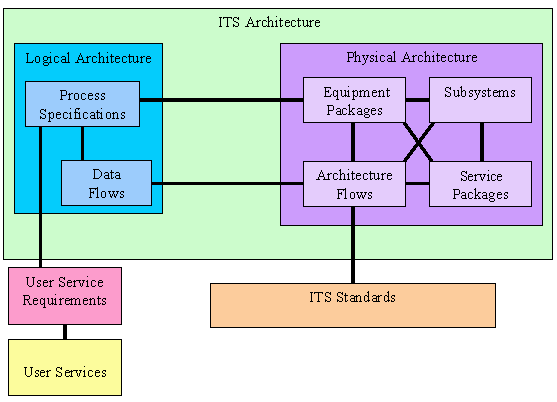 ITS Architecture
Logical Architecture
Process
Specifications
Data
Flows
Physical Architecture
Equipment
Packages
Subsystems
Architecture
Flows
Service
Packages
User Service
Requirements
ITS Standards
User Services